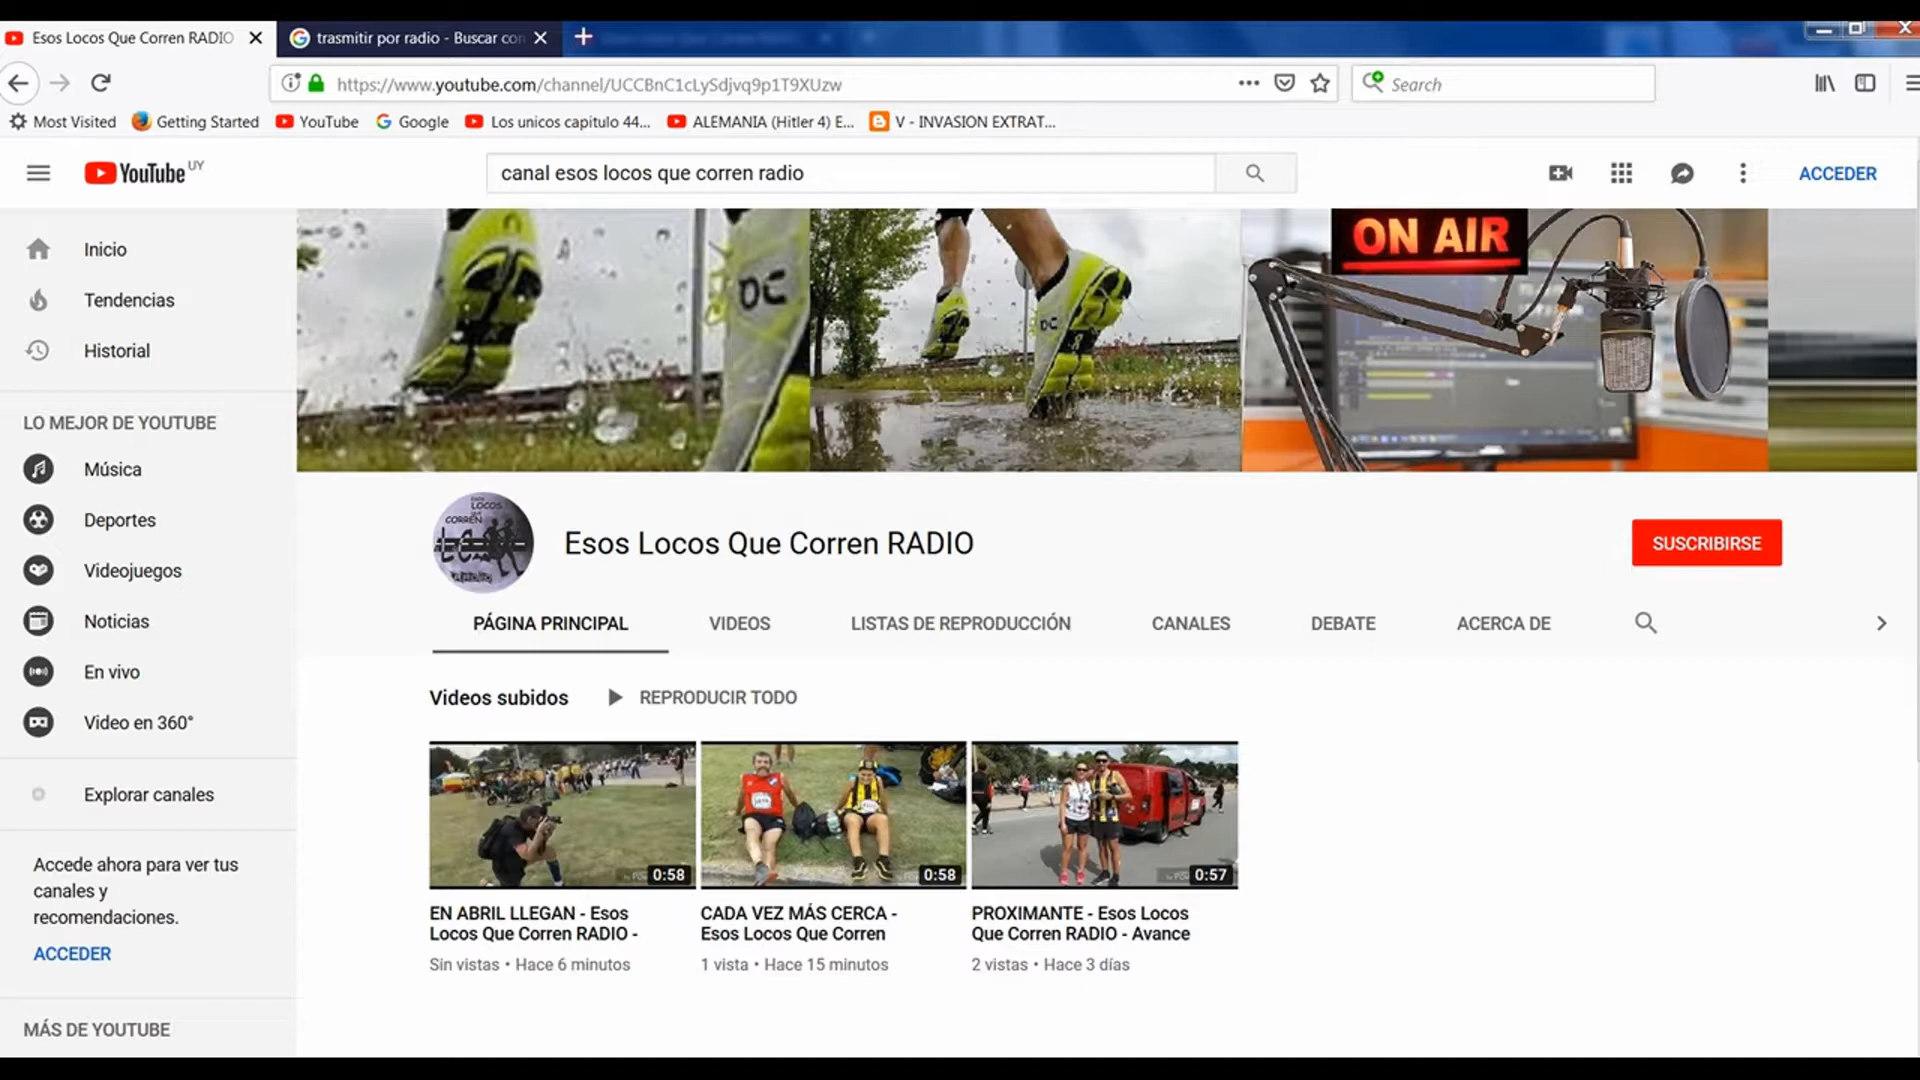 Esos Locos Que Corren RADIO
trasmitir por radio - Buscar con
https://www.youtube.com/channel/UCCBnC1cLySdjvq9p1T9XUzw
Search
Most Visited
Getting Started
YouTube
Google
Los unicos capitulo 44...
ALEMANIA (Hitler 4) E...
V - INVASION EXTRAT...
YouTube UY
canal esos locos que corren radio
ACCEDER
Inicio
Tendencias
Historial
LO MEJOR DE YOUTUBE
Música
Deportes
Videojuegos
Noticias
En vivo
Video en 360°
Explorar canales
Accede ahora para ver tus
canales y
recomendaciones.
ACCEDER
MÁS DE YOUTUBE
DC
DC
ON AIR
LOCOS
QUE
CORREN
Esos Locos Que Corren RADIO
SUSCRIBIRSE
PÁGINA PRINCIPAL
VIDEOS
LISTAS DE REPRODUCCIÓN
CANALES
DEBATE
ACERCA DE
Videos subidos
REPRODUCIR TODO
0:58
0:58
0:57
EN ABRIL LLEGAN - Esos
Locos Que Corren RADIO -
Sin vistas • Hace 6 minutos
CADA VEZ MÁS CERCA -
Esos Locos Que Corren
1 vista • Hace 15 minutos
PROXIMANTE - Esos Locos
Que Corren RADIO - Avance
2 vistas • Hace 3 días